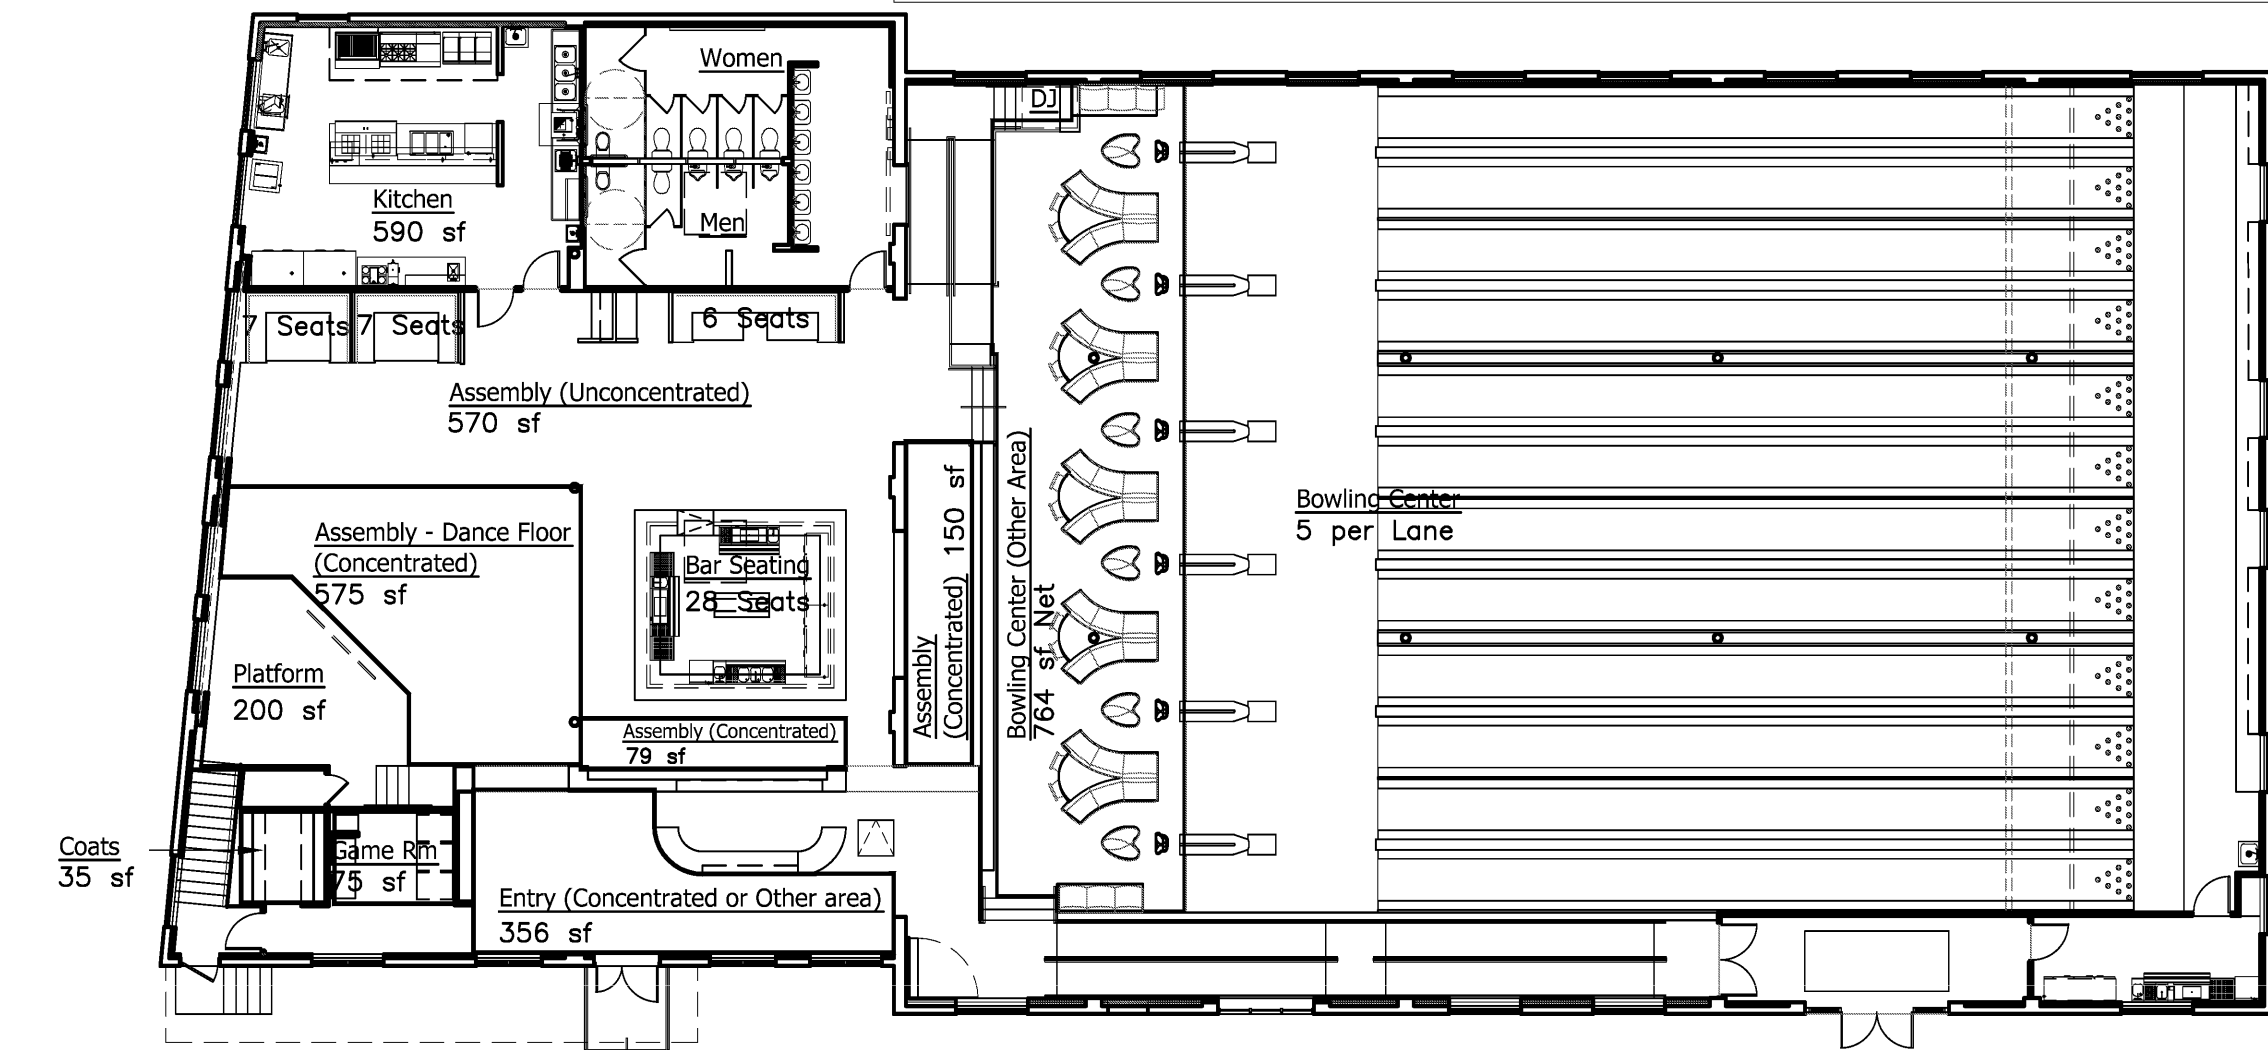 Women
DJ
Kitchen
590 sf
Men
7 Seats
7 Seats
6 Seats
Assembly (Unconcentrated)
570 sf
Assembly - Dance Floor
(Concentrated)
575 sf
Bar Seating
28 Seats
Assembly
(Concentrated) 150 sf
Bowling Center (Other Area)
764 sf Net
Bowling Center
5 per Lane
Platform
200 sf
Assembly (Concentrated)
79 sf
Coats
35 sf
Game Rm
75 sf
Entry (Concentrated or Other area)
356 sf